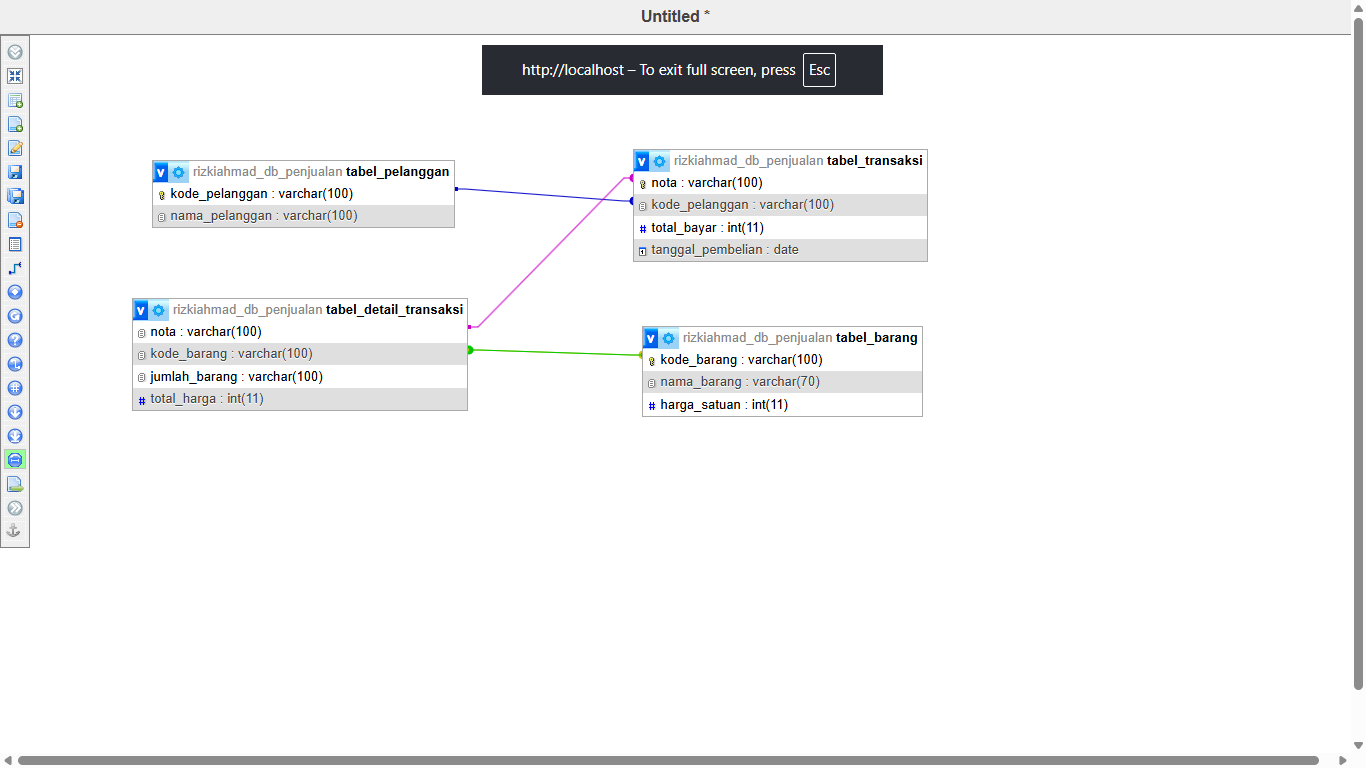 Untitled *
http://localhost – To exit full screen, press Esc
v rizkiahmad_db_penjualan tabel_pelanggan
kode_pelanggan : varchar(100)
nama_pelanggan : varchar(100)
v rizkiahmad_db_penjualan tabel_transaksi
nota : varchar(100)
kode_pelanggan : varchar(100)
# total_bayar : int(11)
tanggal_pembelian : date
v rizkiahmad_db_penjualan tabel_detail_transaksi
nota : varchar(100)
kode_barang : varchar(100)
jumlah_barang : varchar(100)
# total_harga : int(11)
v rizkiahmad_db_penjualan tabel_barang
kode_barang : varchar(100)
nama_barang : varchar(70)
# harga_satuan : int(11)